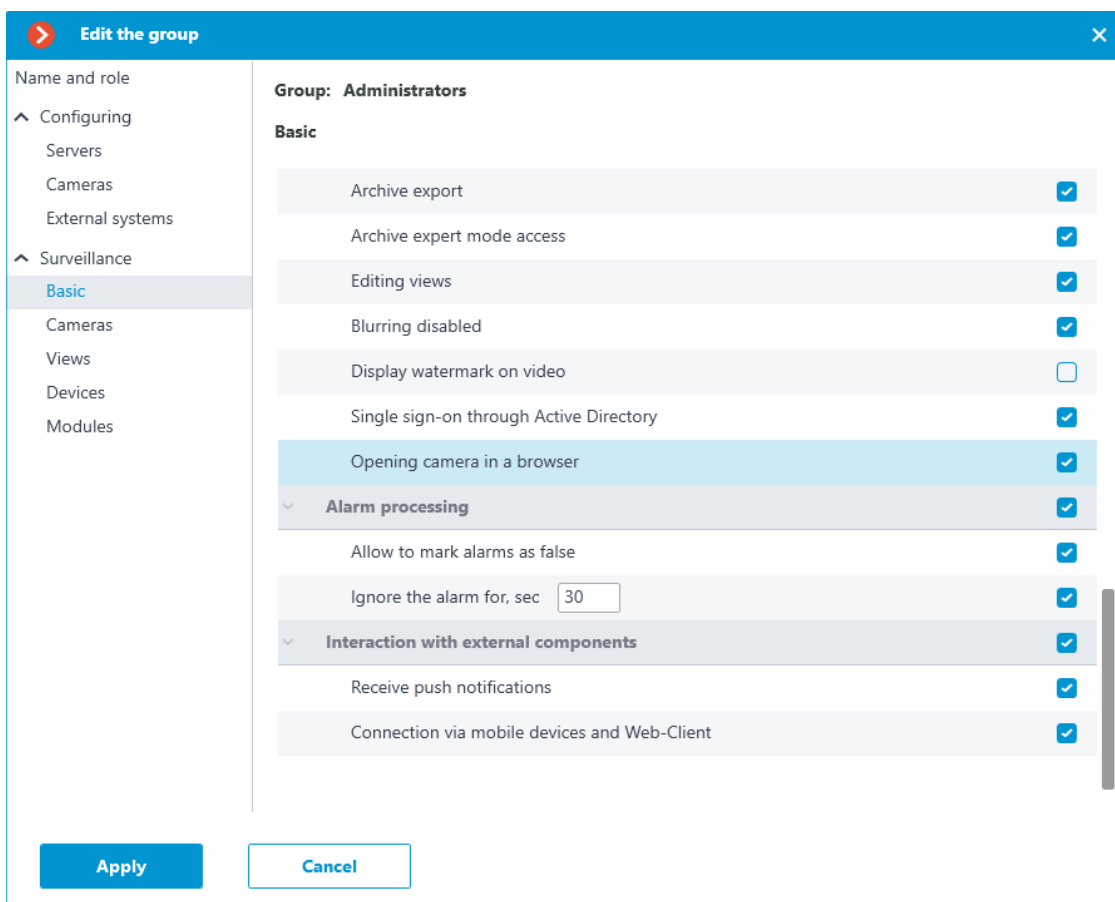 Edit the group
Name and role
Configuring
Servers
Cameras
External systems
Surveillance
Basic
Cameras
Views
Devices
Modules
Group: Administrators
Basic
Archive export
Archive expert mode access
Editing views
Blurring disabled
Display watermark on video
Single sign-on through Active Directory
Opening camera in a browser
Alarm processing
Allow to mark alarms as false
Ignore the alarm for, sec 30
Interaction with external components
Receive push notifications
Connection via mobile devices and Web-Client
Apply Cancel